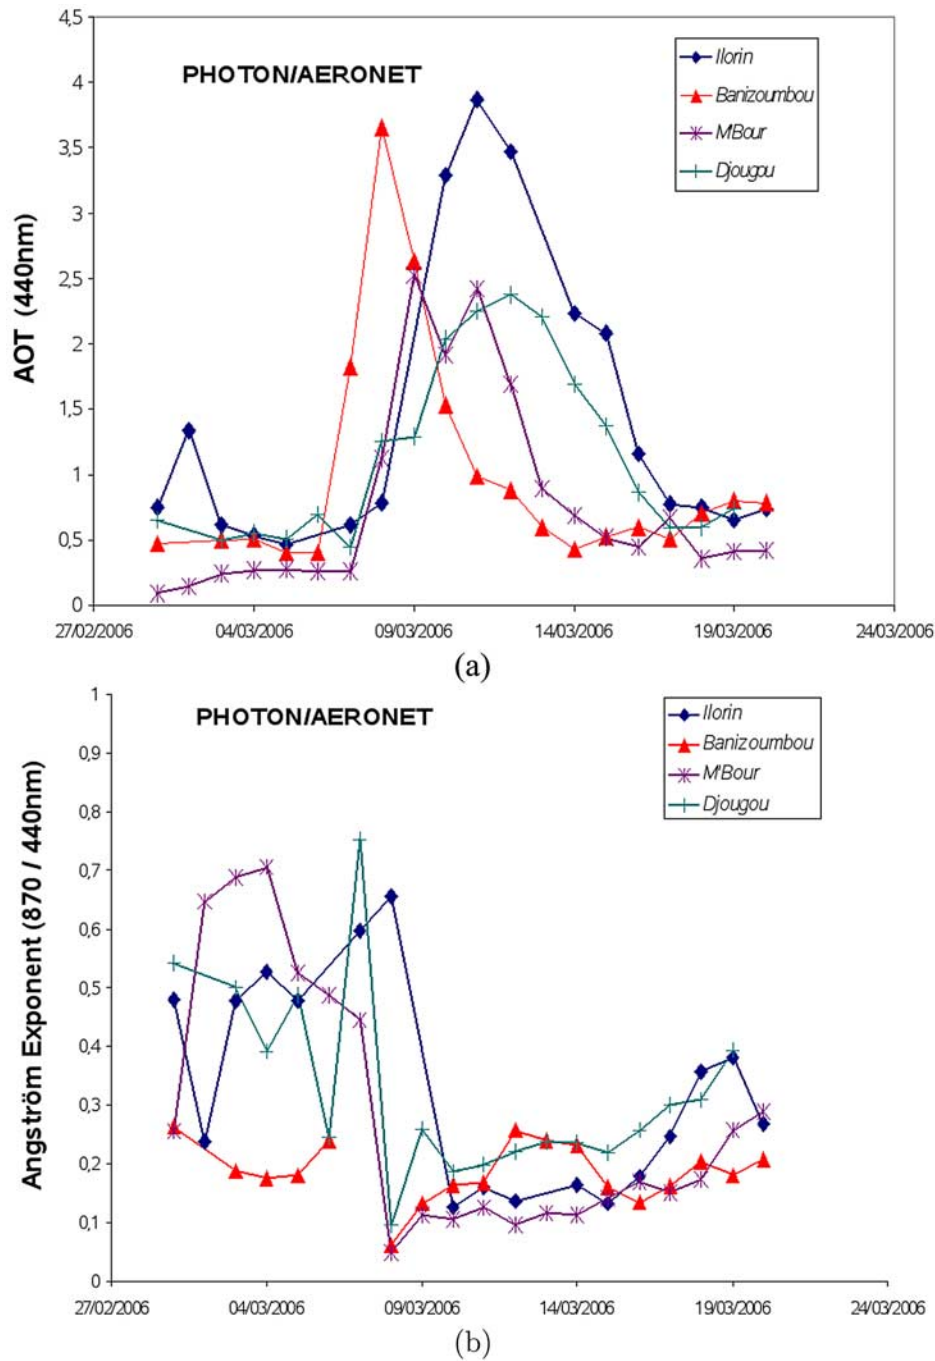 4,5
4
3,5
3
2,5
2
1,5
1
0,5
0
AOT (440nm)
PHOTON/AERONET
Ilorin
Banizoumbou
M'Bour
Djougou
27/02/2006 04/03/2006 09/03/2006 14/03/2006 19/03/2006 24/03/2006
(a)
1
0,9
0,8
0,7
0,6
0,5
0,4
0,3
0,2
0,1
0
Angström Exponent (870 / 440nm)
PHOTON/AERONET
Ilorin
Banizoumbou
M'Bour
Djougou
27/02/2006 04/03/2006 09/03/2006 14/03/2006 19/03/2006 24/03/2006
(b)